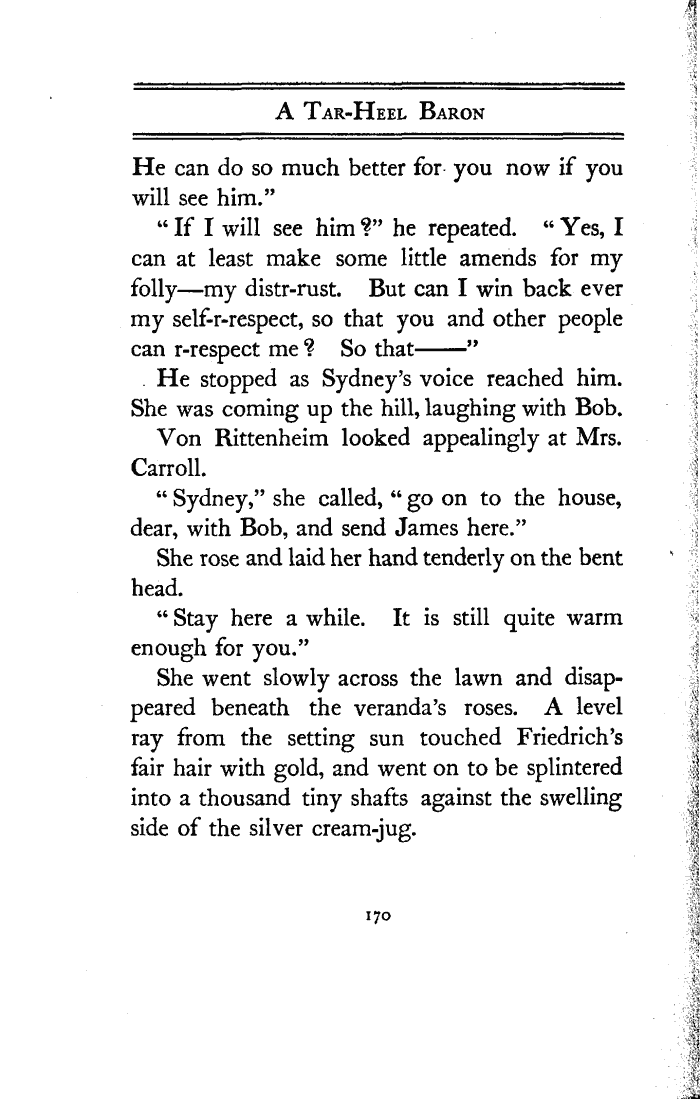 A Tar-Heel Baron
He can do so much better for you now if you
will see him.”
“ If I will see him ?” he repeated. “ Yes, I
can at least make some little amends for my
folly—my distr-rust. But can I win back ever
my self-r-respect, so that you and other people
can r-respect me ? So that——”
He stopped as Sydney’s voice reached him.
She was coming up the hill, laughing with Bob.
Von Rittenheim looked appealingly at Mrs.
Carroll.
“ Sydney,” she called, “ go on to the house,
dear, with Bob, and send James here.”
She rose and laid her hand tenderly on the bent
head.
“ Stay here a while. It is still quite warm
enough for you.”
She went slowly across the lawn and disap-
peared beneath the veranda’s roses. A level
ray from the setting sun touched Friedrich’s
fair hair with gold, and went on to be splintered
into a thousand tiny shafts against the swelling
side of the silver cream-jug.
170